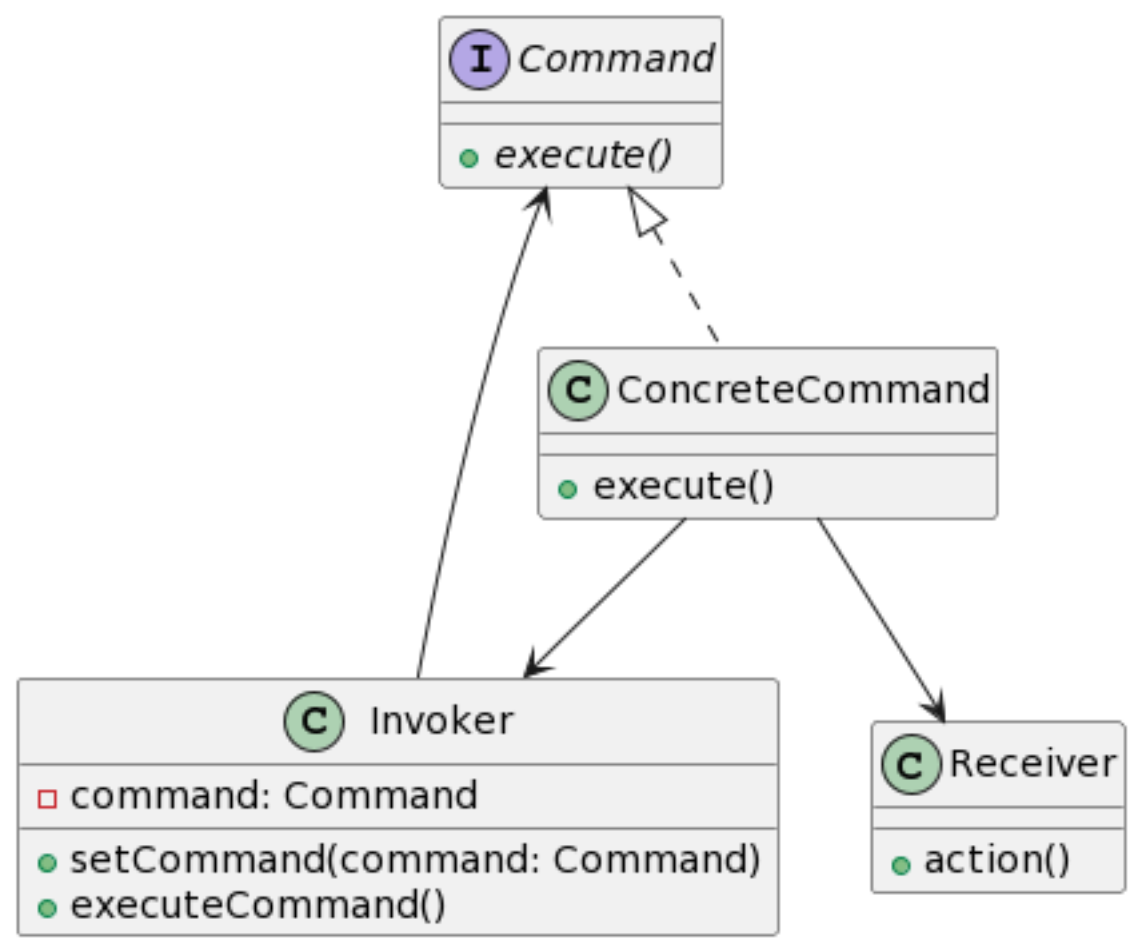 I Command
execute()
C ConcreteCommand
execute()
C Invoker
command: Command
setCommand(command: Command)
executeCommand()
C Receiver
action()